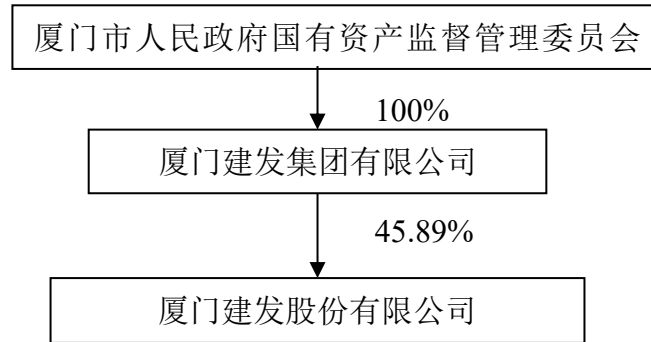 厦门市人民政府国有资产监督管理委员会
100%
厦门建发集团有限公司
45.89%
厦门建发股份有限公司